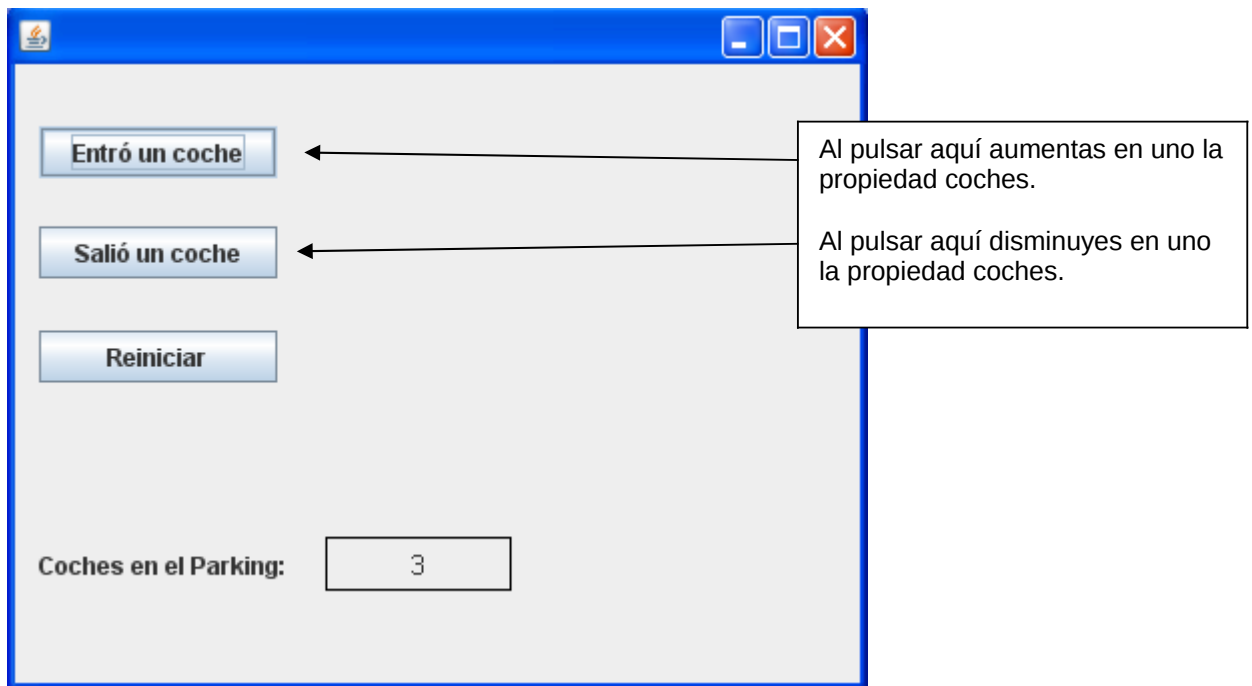 Entró un coche
Al pulsar aquí aumentas en uno la
propiedad coches.
Salió un coche
Al pulsar aquí disminuyes en uno
la propiedad coches.
Reiniciar
Coches en el Parking:
3